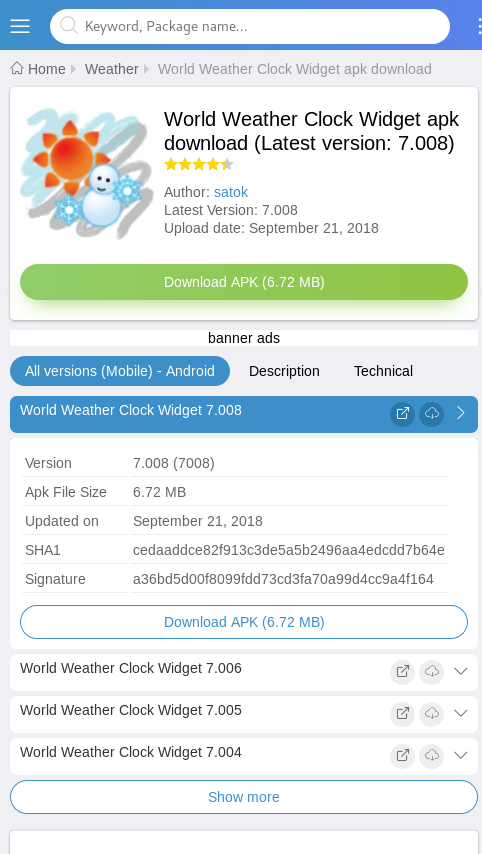 Keyword, Package name...
Home Weather World Weather Clock Widget apk download
World Weather Clock Widget apk
download (Latest version: 7.008)
Author: satok
Latest Version: 7.008
Upload date: September 21, 2018
Download APK (6.72 MB)
banner ads
All versions (Mobile) - Android Description Technical
World Weather Clock Widget 7.008
Version 7.008 (7008)
Apk File Size 6.72 MB
Updated on September 21, 2018
SHA1 cedaaddce82f913c3de5a5b2496aa4edcdd7b64e
Signature a36bd5d00f8099fdd73cd3fa70a99d4cc9a4f164
Download APK (6.72 MB)
World Weather Clock Widget 7.006
World Weather Clock Widget 7.005
World Weather Clock Widget 7.004
Show more